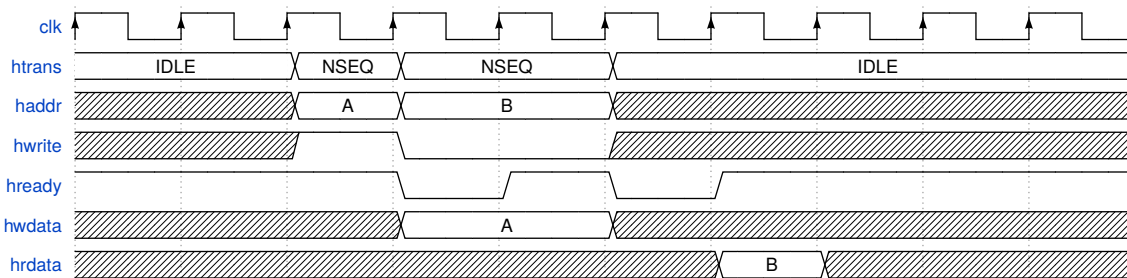 clk
htrans IDLE NSEQ NSEQ IDLE
haddr A B
hwrite
hready
hwdata A
hrdata B